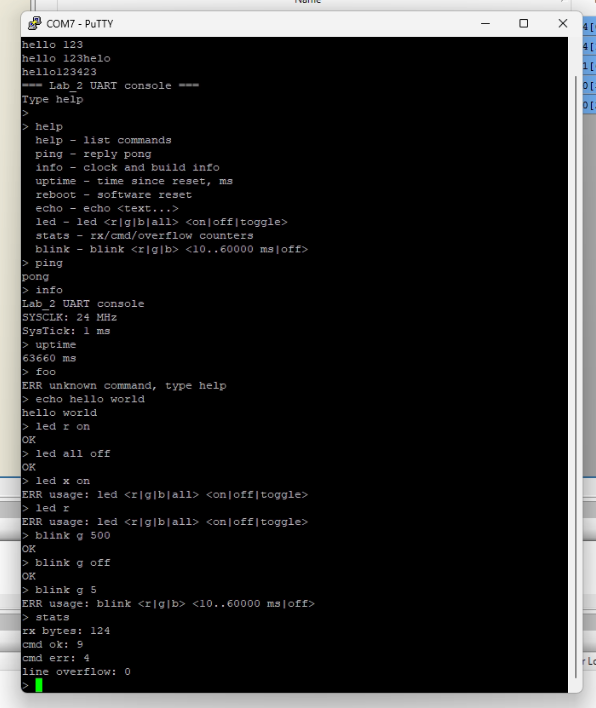 Name
COM7 - PuTTY
hello 123
hello 123helo
hello123423
=== Lab_2 UART console ===
Type help
>
> help
  help - list commands
  ping - reply pong
  info - clock and build info
  uptime - time since reset, ms
  reboot - software reset
  echo - echo <text...>
  led - led <r|g|b|all> <on|off|toggle>
  stats - rx/cmd/overflow counters
  blink - blink <r|g|b> <10..60000 ms|off>
> ping
pong
> info
Lab_2 UART console
SYSCLK: 24 MHz
SysTick: 1 ms
> uptime
63660 ms
> foo
ERR unknown command, type help
> echo hello world
hello world
> led r on
OK
> led all off
OK
> led x on
ERR usage: led <r|g|b|all> <on|off|toggle>
> led r
ERR usage: led <r|g|b|all> <on|off|toggle>
> blink g 500
OK
> blink g off
OK
> blink g 5
ERR usage: blink <r|g|b> <10..60000 ms|off>
> stats
rx bytes: 124
cmd ok: 9
cmd err: 4
line overflow: 0
>